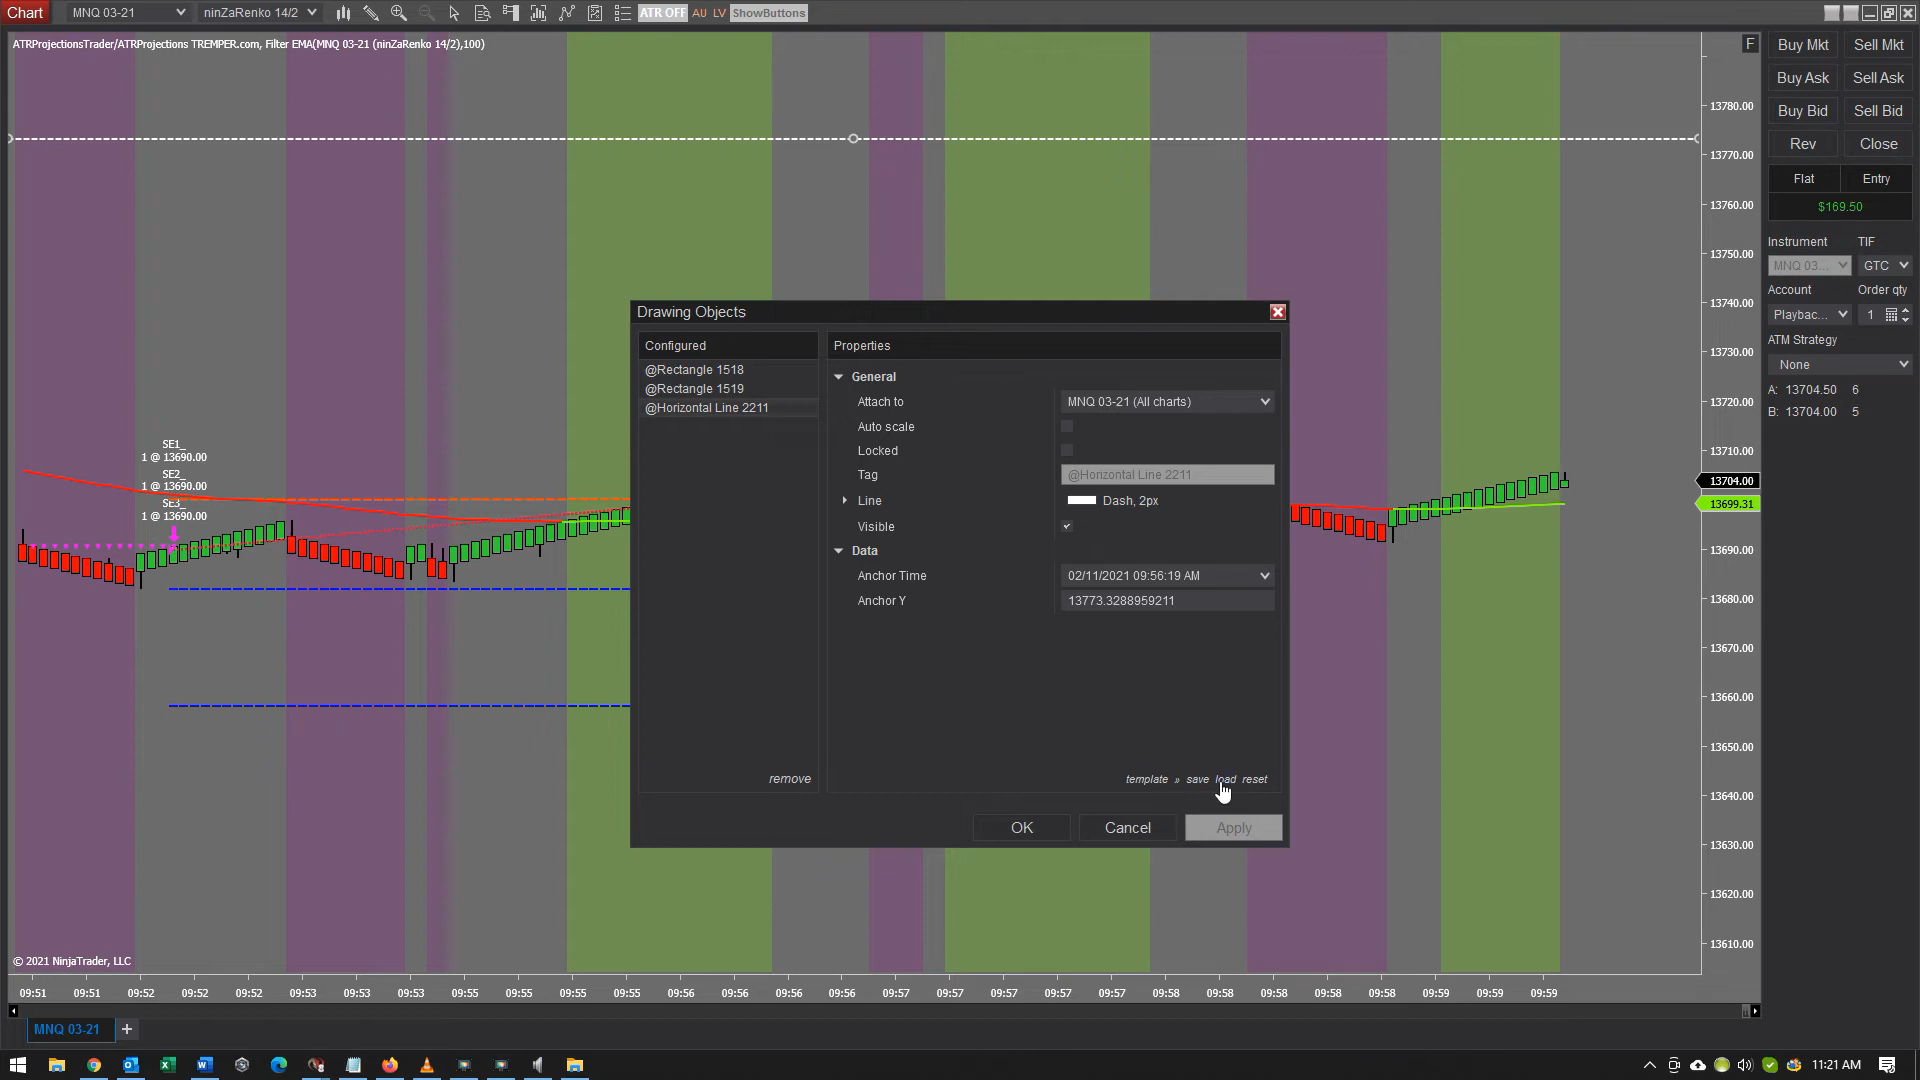 Chart MNQ 03-21 ninZaRenko 14/2 ATR OFF AU LV ShowButtons
ATRProjectionsTrader/ATRProjections TREMPER.com, Filter EMA(MNQ 03-21 (ninZaRenko 14/2),100)
F
Buy Mkt Sell Mkt
Buy Ask Sell Ask
Buy Bid Sell Bid
Rev Close
Flat Entry
$169.50
Instrument TIF
MNQ 03... GTC
Account Order qty
Playbac... 1
ATM Strategy
None
A: 13704.50 6
B: 13704.00 5
13780.00
13770.00
13760.00
13750.00
13740.00
13730.00
13720.00
13710.00
13704.00
13699.31
13690.00
13680.00
13670.00
13660.00
13650.00
13640.00
13630.00
13620.00
13610.00
SE1_
1 @ 13690.00
SE2_
1 @ 13690.00
SE3_
1 @ 13690.00
Drawing Objects
Configured
@Rectangle 1518
@Rectangle 1519
@Horizontal Line 2211
remove
Properties
General
Attach to MNQ 03-21 (All charts)
Auto scale
Locked
Tag @Horizontal Line 2211
Line Dash, 2px
Visible
Data
Anchor Time 02/11/2021 09:56:19 AM
Anchor Y 13773.3288959211
template » save load reset
OK Cancel Apply
© 2021 NinjaTrader, LLC
09:51 09:51 09:52 09:52 09:52 09:53 09:53 09:53 09:55 09:55 09:55 09:55 09:56 09:56 09:56 09:56 09:57 09:57 09:57 09:57 09:57 09:58 09:58 09:58 09:58 09:58 09:59 09:59 09:59
MNQ 03-21 +
11:21 AM